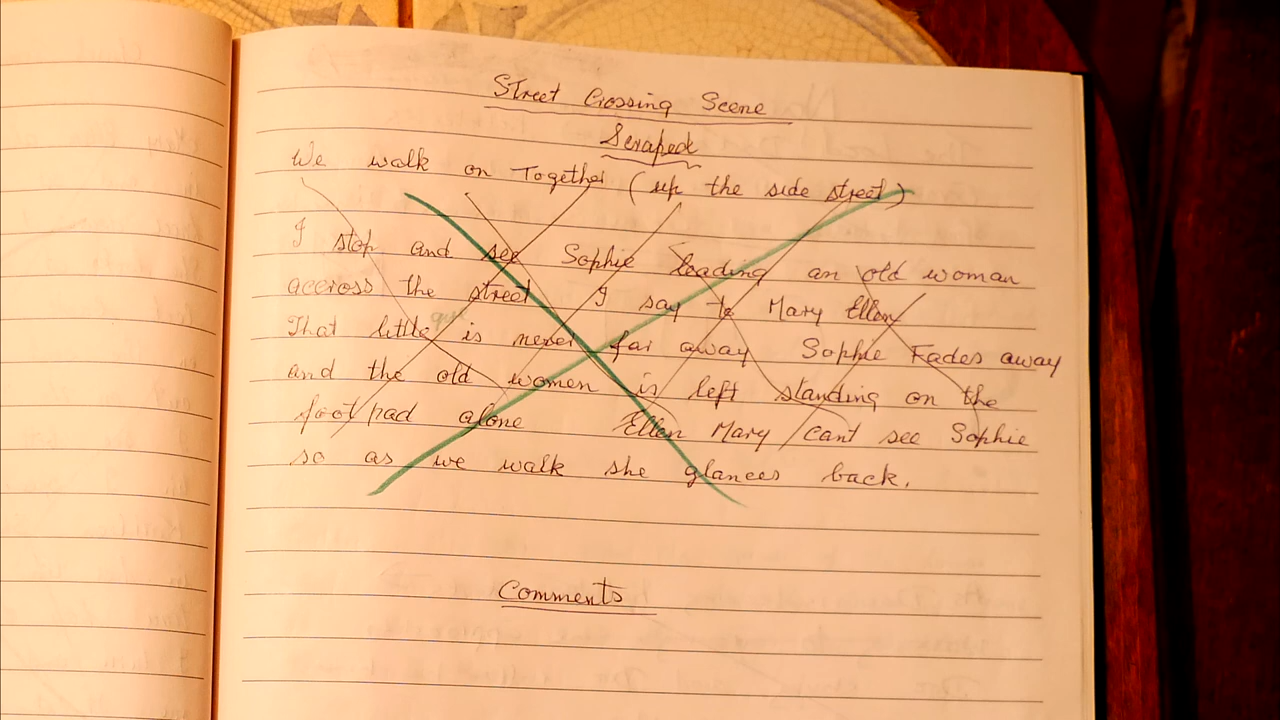 Street Crossing Scene
Scraped
We walk on Together (up the side street)
I stop and see Sophie leading an old woman
accross the street I say to Mary Ellen
That little is never far away Sophie Fades away
and the old women is left standing on the
foot pad alone Ellen Mary cant see Sophie
so as we walk she glances back.
Comments